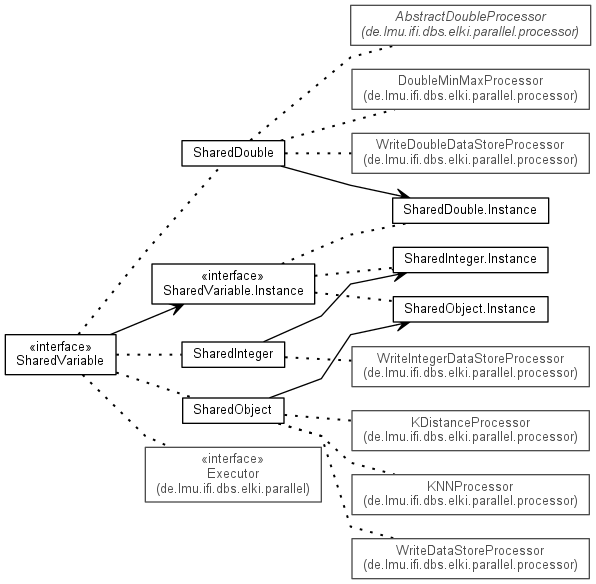 AbstractDoubleProcessor
(de.lmu.ifi.dbs.elki.parallel.processor)
DoubleMinMaxProcessor
(de.lmu.ifi.dbs.elki.parallel.processor)
WriteDoubleDataStoreProcessor
(de.lmu.ifi.dbs.elki.parallel.processor)
SharedDouble
SharedDouble.Instance
SharedInteger.Instance
«interface»
SharedVariable.Instance
SharedObject.Instance
«interface»
SharedVariable
SharedInteger
WriteIntegerDataStoreProcessor
(de.lmu.ifi.dbs.elki.parallel.processor)
SharedObject
KDistanceProcessor
(de.lmu.ifi.dbs.elki.parallel.processor)
«interface»
Executor
(de.lmu.ifi.dbs.elki.parallel)
KNNProcessor
(de.lmu.ifi.dbs.elki.parallel.processor)
WriteDataStoreProcessor
(de.lmu.ifi.dbs.elki.parallel.processor)